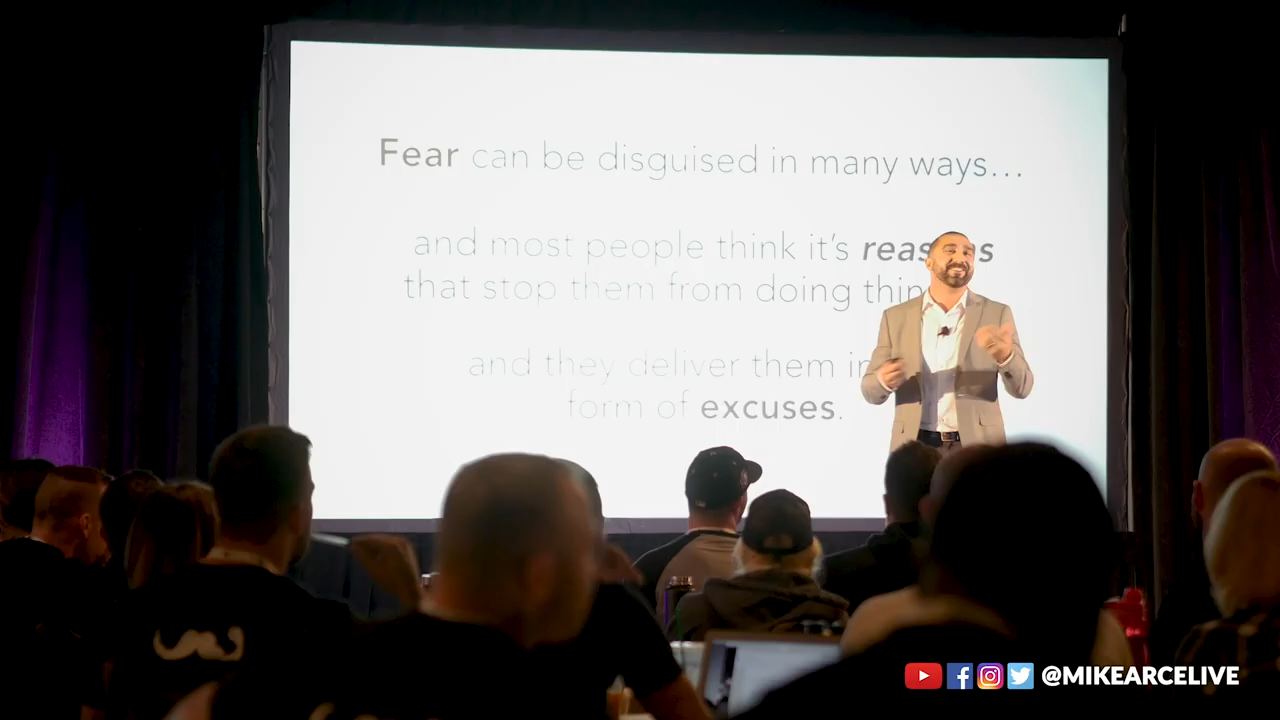 Fear can be disguised in many ways...
and most people think it's
that stop them from doing
and they deliver them
form of excuses.
@MIKEARCELIVE